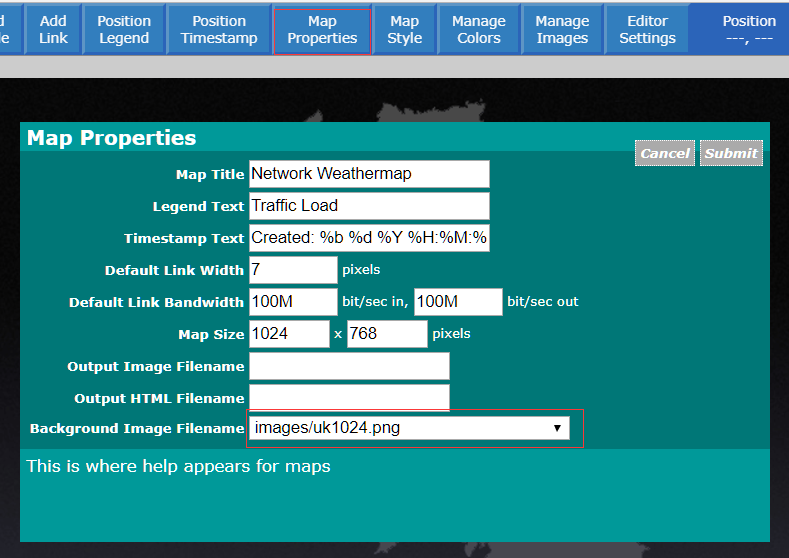 d Add Position Position Map Map Manage Manage Editor Position
le Link Legend Timestamp Properties Style Colors Images Settings ---, ---
Map Properties
Cancel Submit
Map Title Network Weathermap
Legend Text Traffic Load
Timestamp Text Created: %b %d %Y %H:%M:%
Default Link Width 7 pixels
Default Link Bandwidth 100M bit/sec in, 100M bit/sec out
Map Size 1024 x 768 pixels
Output Image Filename
Output HTML Filename
Background Image Filename images/uk1024.png
This is where help appears for maps